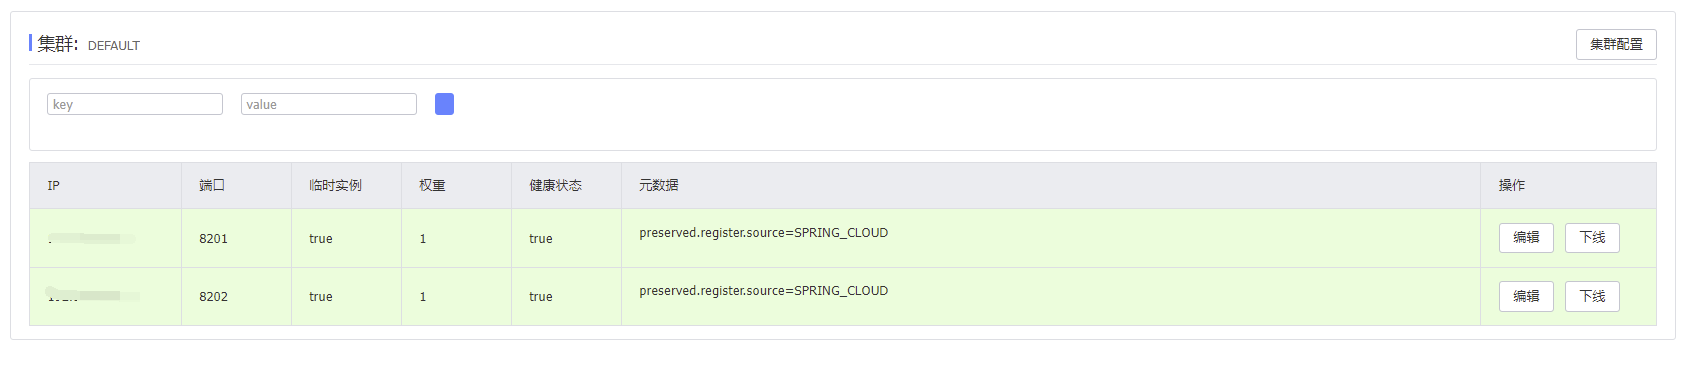 集群: DEFAULT
集群配置
key value
IP 端口 临时实例 权重 健康状态 元数据 操作
8201 true 1 true preserved.register.source=SPRING_CLOUD 编辑 下线
8202 true 1 true preserved.register.source=SPRING_CLOUD 编辑 下线